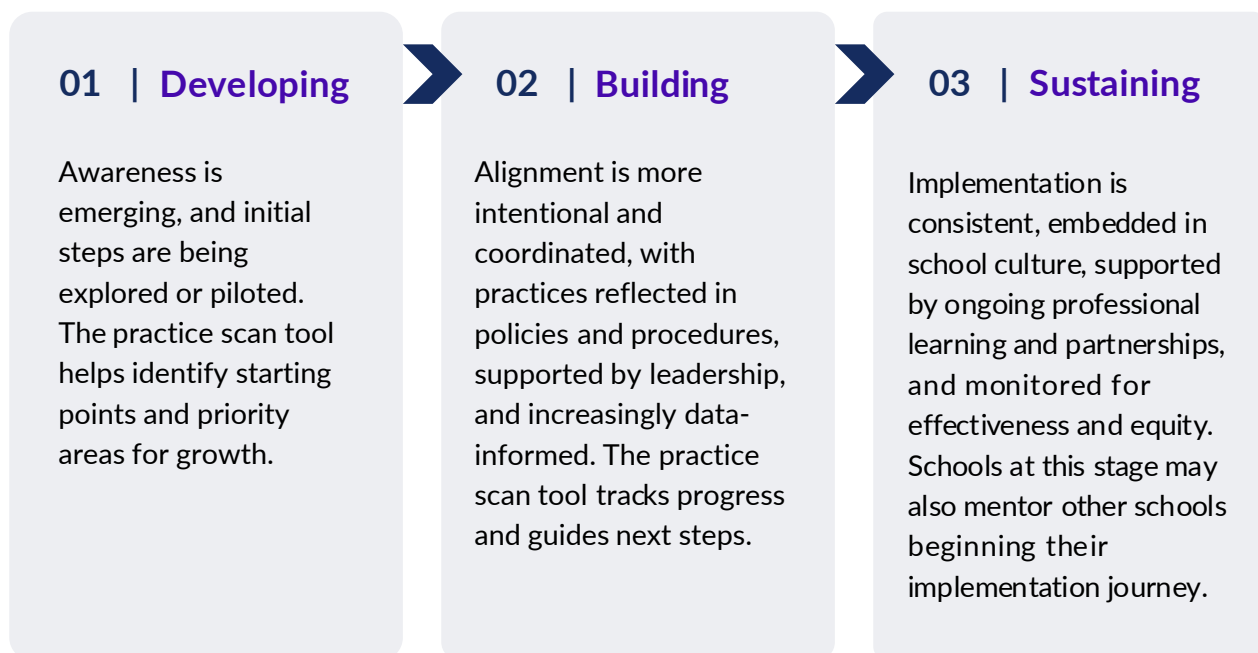 01 | Developing
Awareness is
emerging, and initial
steps are being
explored or piloted.
The practice scan tool
helps identify starting
points and priority
areas for growth.
02 | Building
Alignment is more
intentional and
coordinated, with
practices reflected in
policies and procedures,
supported by leadership,
and increasingly data-
informed. The practice
scan tool tracks progress
and guides next steps.
03 | Sustaining
Implementation is
consistent, embedded in
school culture, supported
by ongoing professional
learning and partnerships,
and monitored for
effectiveness and equity.
Schools at this stage may
also mentor other schools
beginning their
implementation journey.